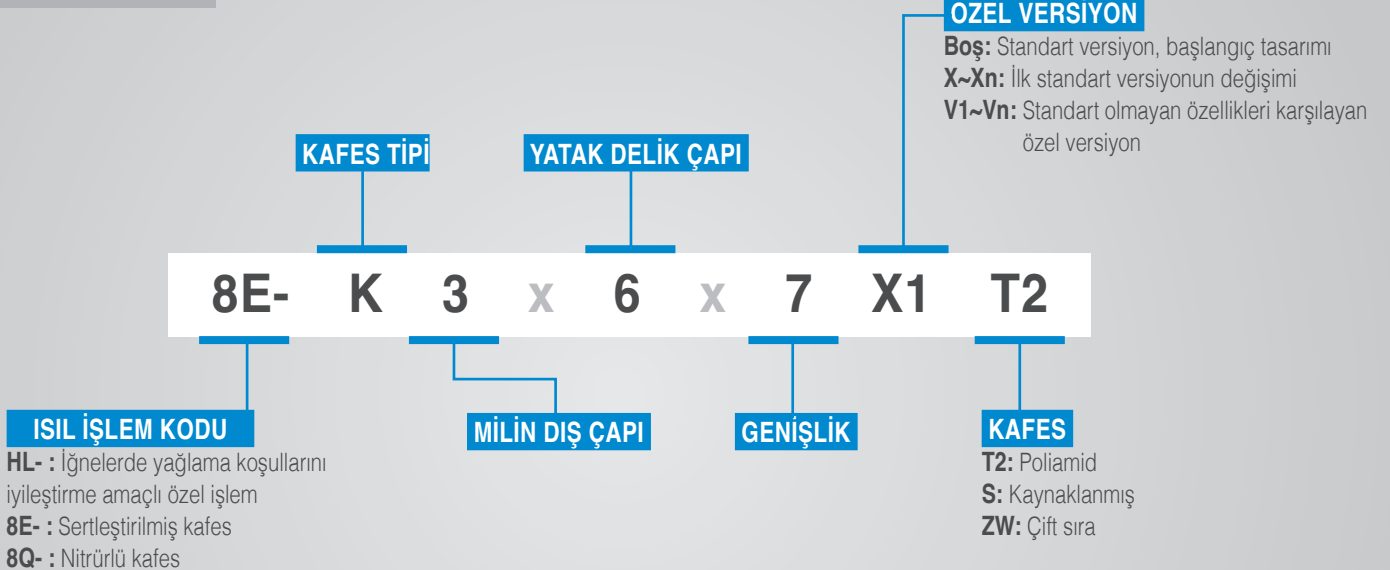 ÖZEL VERSİYON
Boş: Standart versiyon, başlangıç tasarımı
X~Xn: İlk standart versiyonun değişimi
V1~Vn: Standart olmayan özellikleri karşılayan
özel versiyon
KAFES TİPİ
YATAK DELİK ÇAPI
8E- K 3 x 6 x 7 X1 T2
ISIL İŞLEM KODU
HL- : İğnelerde yağlama koşullarını
iyileştirme amaçlı özel işlem
8E- : Sertleştirilmiş kafes
8Q- : Nitrürlü kafes
MİLİN DIŞ ÇAPI
GENİŞLİK
KAFES
T2: Poliamid
S: Kaynaklanmış
ZW: Çift sıra